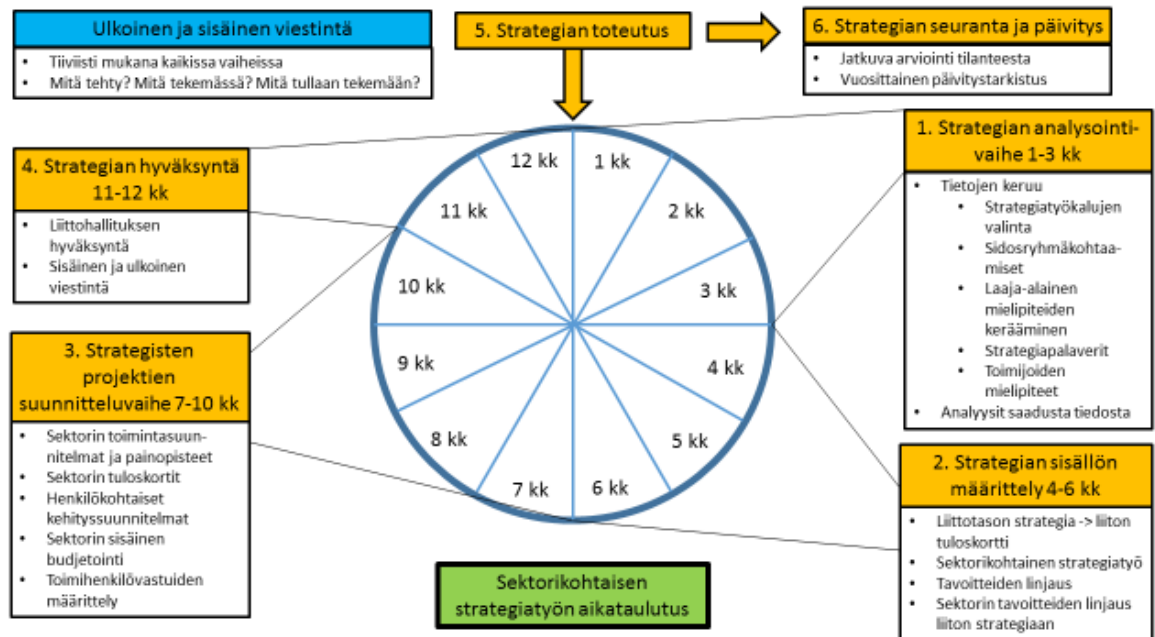 Ulkoinen ja sisäinen viestintä
• Tiiviisti mukana kaikissa vaiheissa
• Mitä tehty? Mitä tekemässä? Mitä tullaan tekemään?
5. Strategian toteutus
6. Strategian seuranta ja päivitys
• Jatkuva arviointi tilanteesta
• Vuosittainen päivitystarkistus
1. Strategian analysointi-
vaihe 1-3 kk
• Tietojen keruu
• Strategiatyökalujen
valinta
• Sidosryhmäkohtaa-
miset
• Laaja-alainen
mielipiteiden
kerääminen
• Strategiapalaverit
• Toimijoiden
mielipiteet
• Analyysit saadusta tiedosta
2. Strategian sisällön
määrittely 4-6 kk
• Liittotason strategia -> liiton
tuloskortti
• Sektorikohtainen strategiatyö
• Tavoitteiden linjaus
• Sektorin tavoitteiden linjaus
liiton strategiaan
4. Strategian hyväksyntä
11-12 kk
• Liittohallituksen
hyväksyntä
• Sisäinen ja ulkoinen
viestintä
3. Strategisten
projektien
suunnitteluvaihe 7-10 kk
• Sektorin toimintasuun-
nitelmat ja painopisteet
• Sektorin tuloskortit
• Henkilökohtaiset
kehityssuunnitelmat
• Sektorin sisäinen
budjetointi
• Toimihenkilövastuiden
määrittely
12 kk
1 kk
11 kk
2 kk
10 kk
3 kk
9 kk
4 kk
8 kk
5 kk
7 kk
6 kk
Sektorikohtaisen
strategiatyön aikataulutus